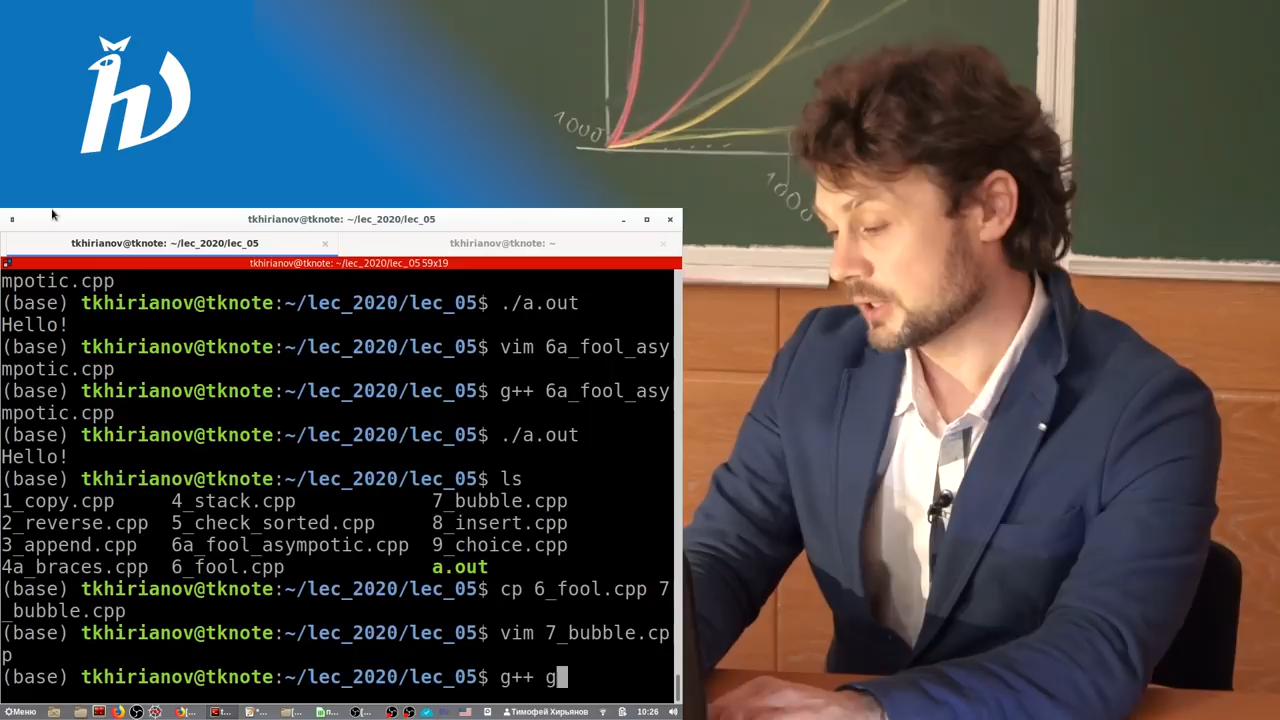 1000
1000
tkhirianov@tknote: ~/lec_2020/lec_05
tkhirianov@tknote: ~/lec_2020/lec_05
tkhirianov@tknote: ~
tkhirianov@tknote: ~/lec_2020/lec_05 59x19
mpotic.cpp
(base) tkhirianov@tknote:~/lec_2020/lec_05$ ./a.out
Hello!
(base) tkhirianov@tknote:~/lec_2020/lec_05$ vim 6a_fool_asy
mpotic.cpp
(base) tkhirianov@tknote:~/lec_2020/lec_05$ g++ 6a_fool_asy
mpotic.cpp
(base) tkhirianov@tknote:~/lec_2020/lec_05$ ./a.out
Hello!
(base) tkhirianov@tknote:~/lec_2020/lec_05$ ls
1_copy.cpp 4_stack.cpp 7_bubble.cpp
2_reverse.cpp 5_check_sorted.cpp 8_insert.cpp
3_append.cpp 6a_fool_asympotic.cpp 9_choice.cpp
4a_braces.cpp 6_fool.cpp a.out
(base) tkhirianov@tknote:~/lec_2020/lec_05$ cp 6_fool.cpp 7
_bubble.cpp
(base) tkhirianov@tknote:~/lec_2020/lec_05$ vim 7_bubble.cp
p
(base) tkhirianov@tknote:~/lec_2020/lec_05$ g++ g
Меню
Тимофей Хирьянов
10:26